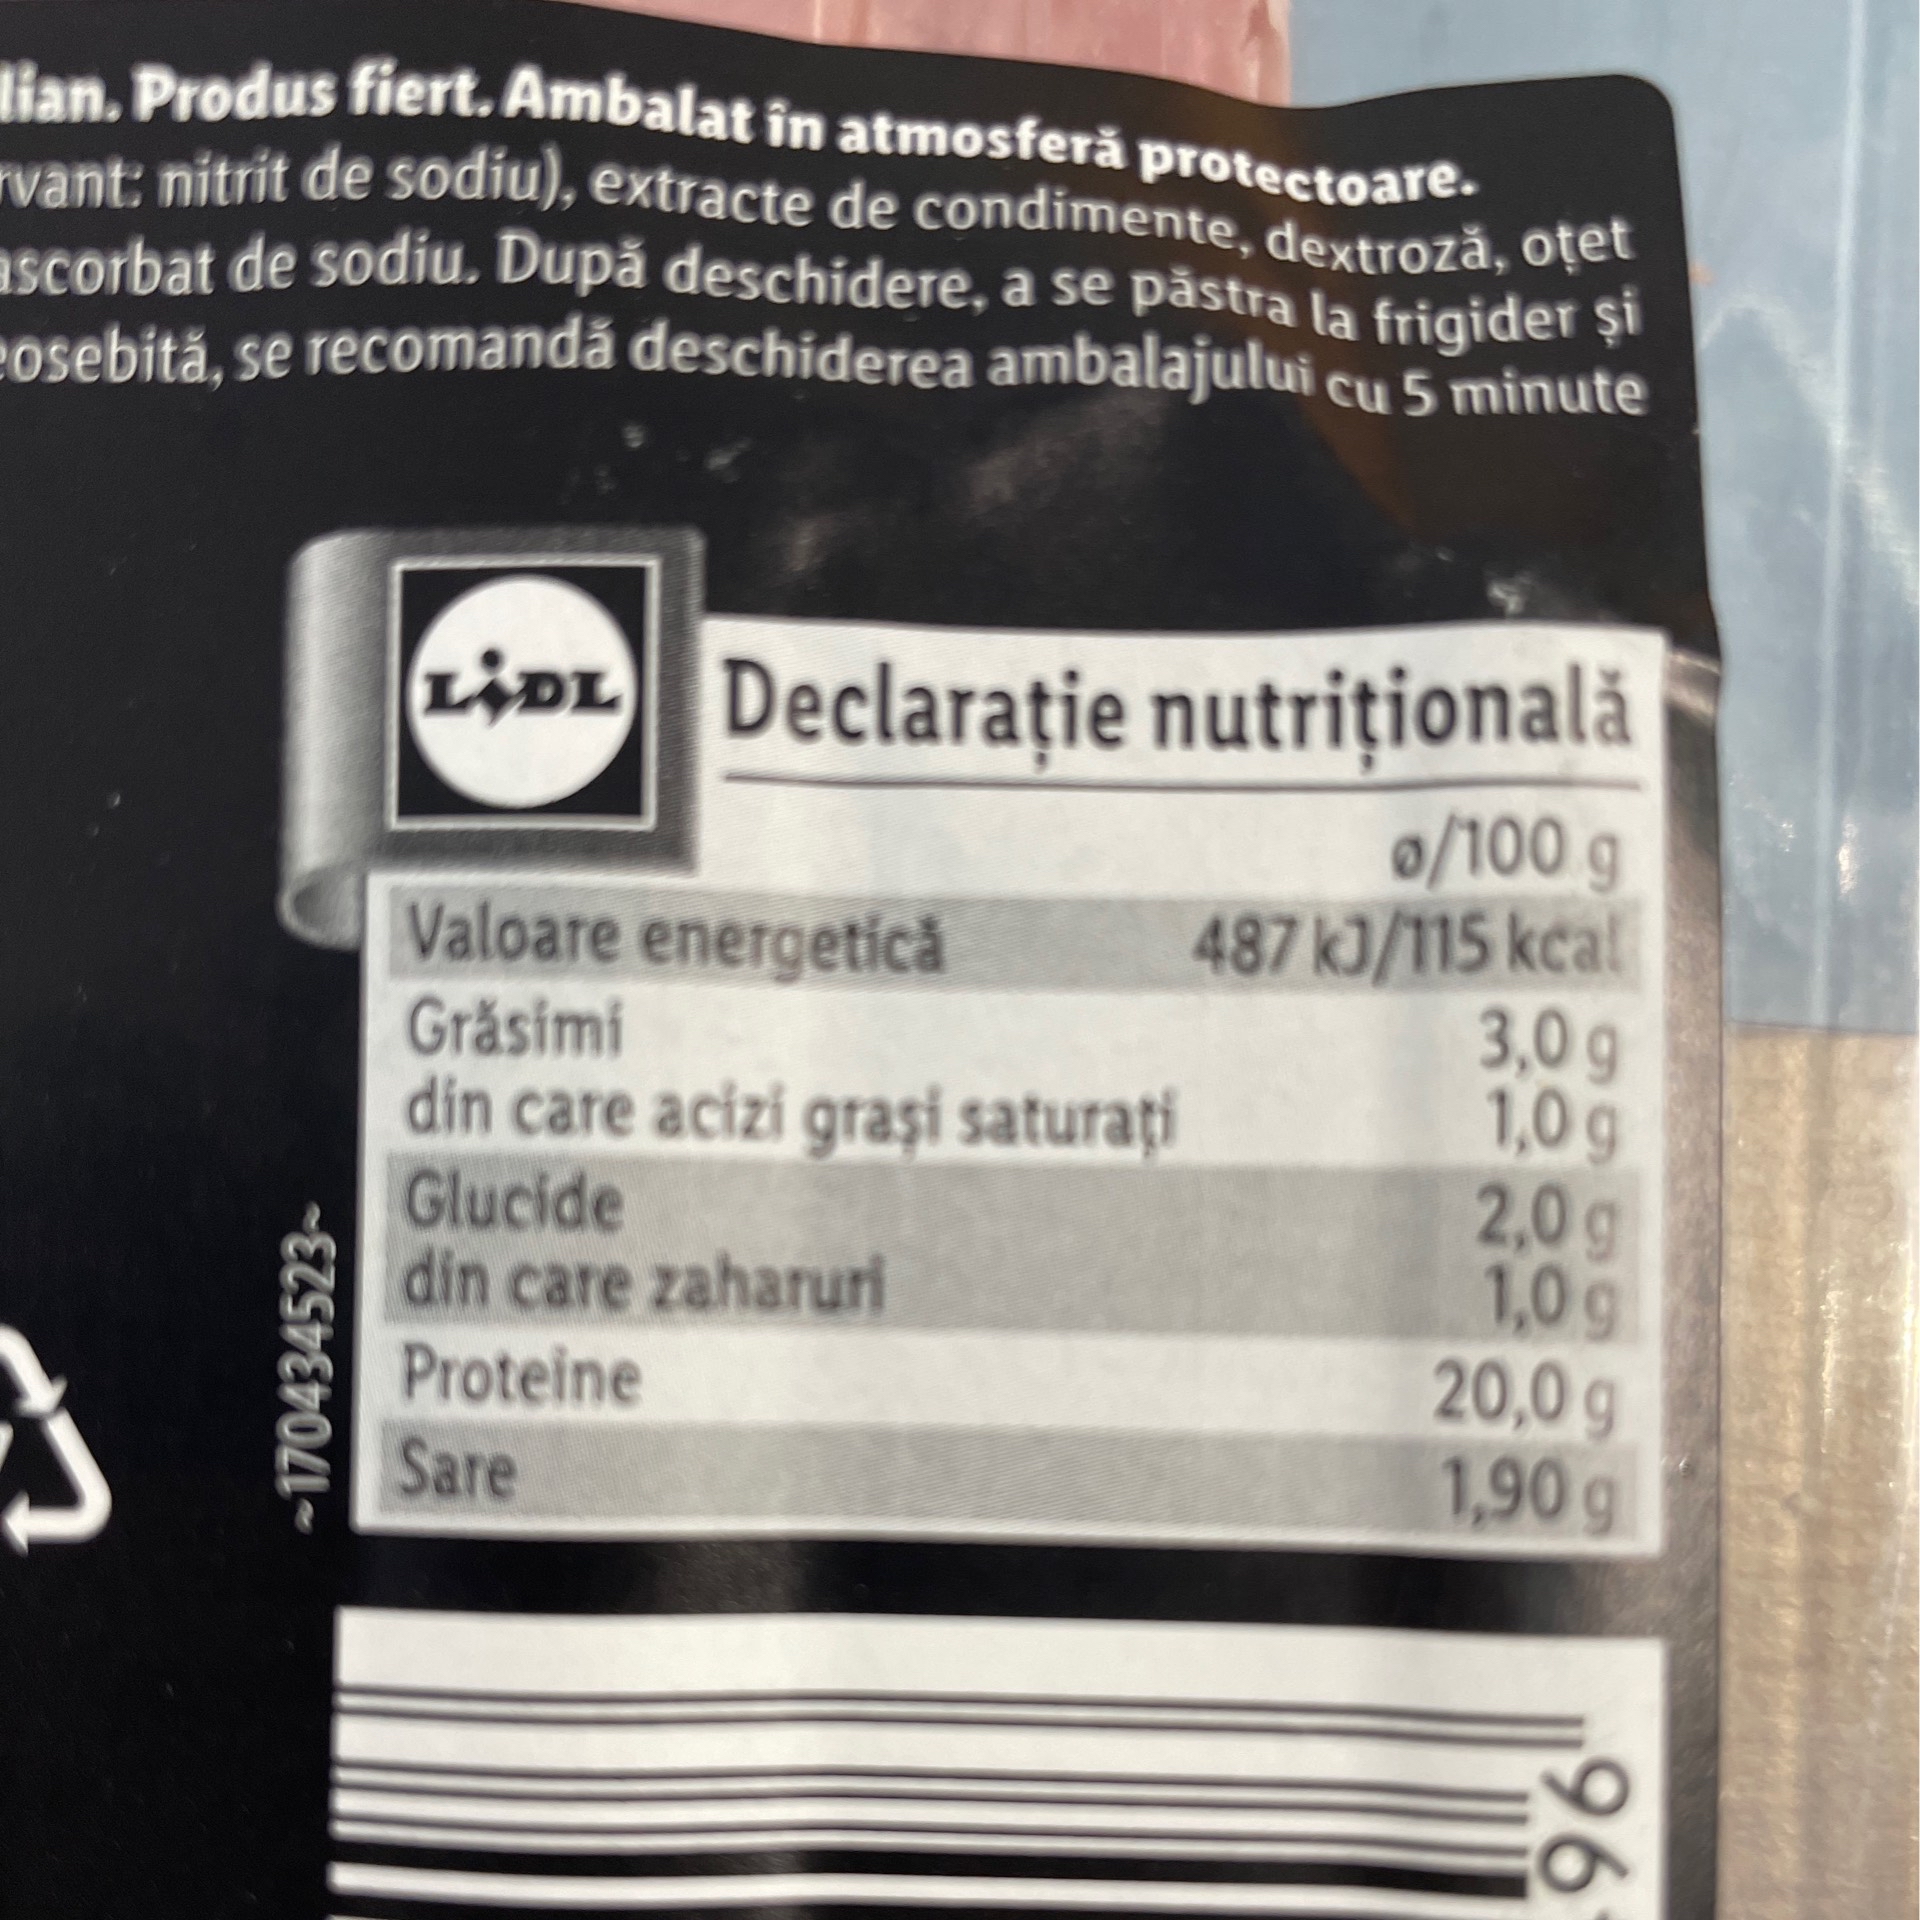 lian. Produs fiert. Ambalat în atmosferă protectoare.
rvant: nitrit de sodiu), extracte de condimente, dextroză, oțet
ascorbat de sodiu. După deschidere, a se păstra la frigider și
eosebită, se recomandă deschiderea ambalajului cu 5 minute
LIDL
Declarație nutrițională
ø/100 g
Valoare energetică 487 kJ/115 kcal
Grăsimi 3,0 g
din care acizi grași saturați 1,0 g
Glucide 2,0 g
din care zaharuri 1,0 g
Proteine 20,0 g
Sare 1,90 g
~170434523~
96